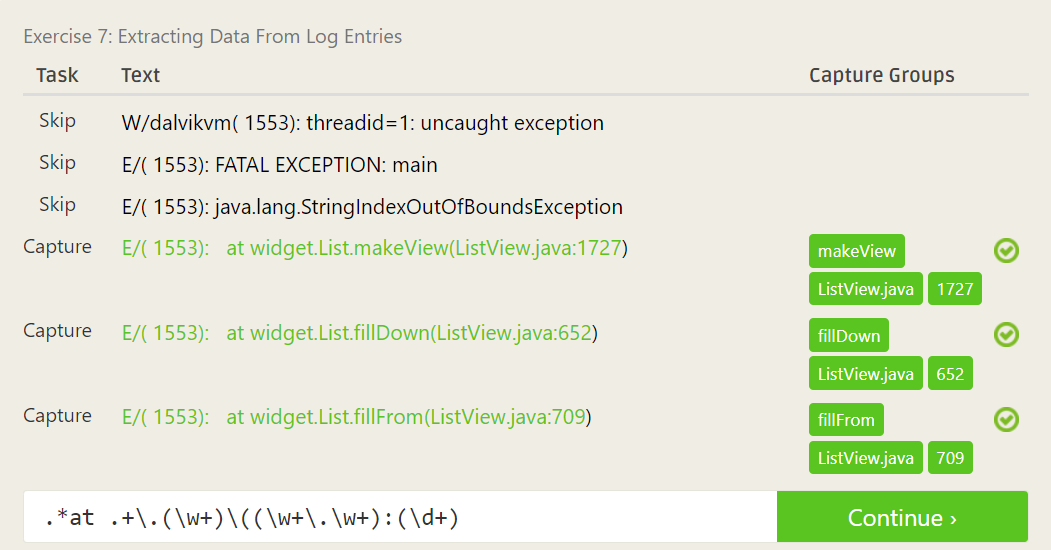 Exercise 7: Extracting Data From Log Entries
Task Text Capture Groups
Skip W/dalvikvm( 1553): threadid=1: uncaught exception
Skip E/( 1553): FATAL EXCEPTION: main
Skip E/( 1553): java.lang.StringIndexOutOfBoundsException
Capture E/( 1553):   at widget.List.makeView(ListView.java:1727) makeView
ListView.java 1727
Capture E/( 1553):   at widget.List.fillDown(ListView.java:652) fillDown
ListView.java 652
Capture E/( 1553):   at widget.List.fillFrom(ListView.java:709) fillFrom
ListView.java 709
.*at .+\.(\w+)\((\w+\.\w+):(\d+) Continue ›